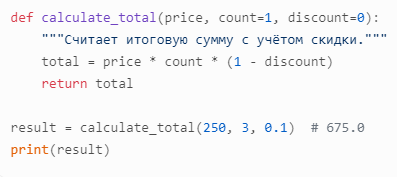 def calculate_total(price, count=1, discount=0):
    """Считает итоговую сумму с учётом скидки."""
    total = price * count * (1 - discount)
    return total

result = calculate_total(250, 3, 0.1)  # 675.0
print(result)